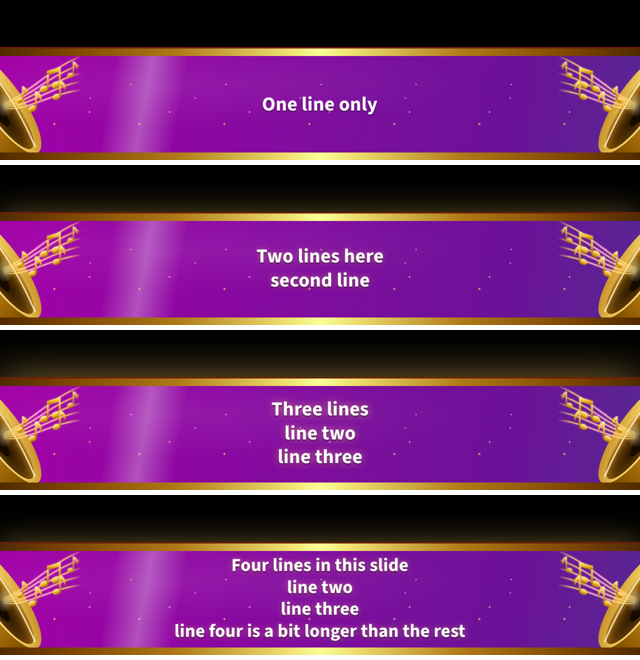 One line only
Two lines here
second line
Three lines
line two
line three
Four lines in this slide
line two
line three
line four is a bit longer than the rest